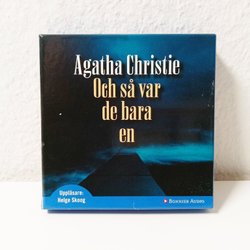 Agatha Christie
Och så var
de bara
en
Uppläsare:
Helge Skoog
BONNIER AUDIO